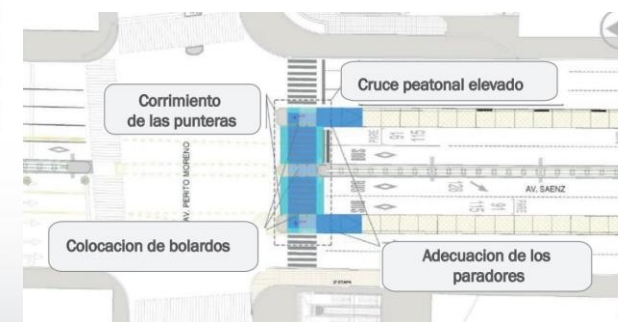 Cruce peatonal elevado
Corrimiento
de las punteras
AV. PERITO MORENO
AV. SAENZ
Colocacion de bolardos
Adecuacion de los
paradores